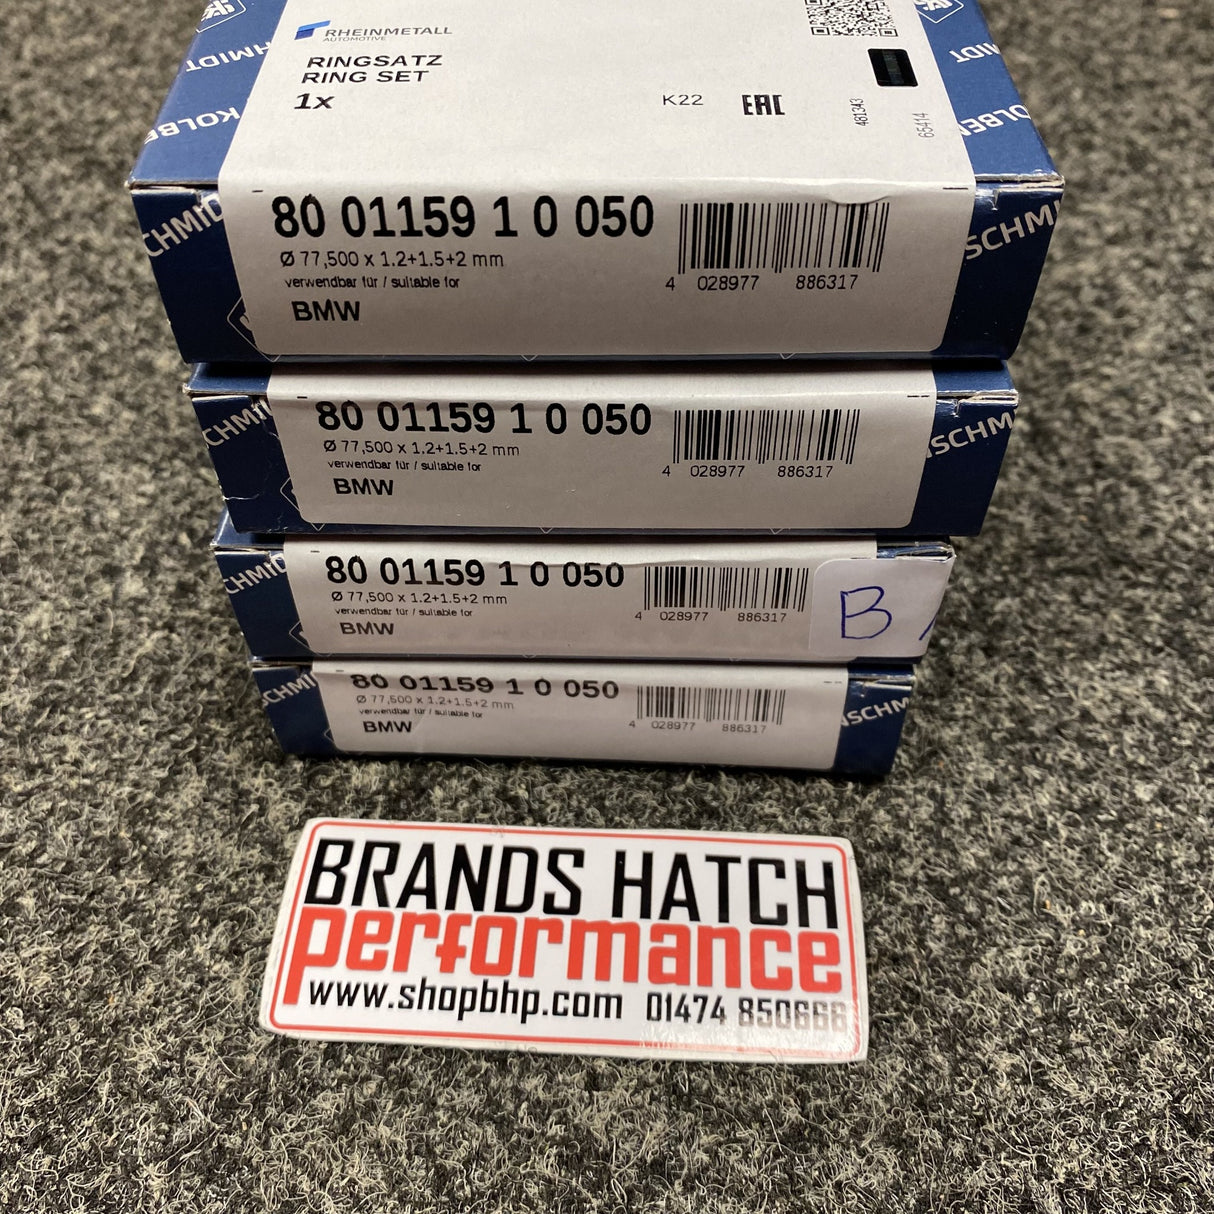 RHEINMETALL
AUTOMOTIVE
RINGSATZ
RING SET
1x
K22
EAC
481343
65414
SCHMIDT
KOLBEN
80 01159 1 0 050
Ø 77,500 x 1.2+1.5+2 mm
verwendbar für / suitable for
BMW
4 028977 886317
80 01159 1 0 050
Ø 77,500 x 1.2+1.5+2 mm
verwendbar für / suitable for
BMW
4 028977 886317
80 01159 1 0 050
Ø 77,500 x 1.2+1.5+2 mm
verwendbar für / suitable for
BMW
4 028977 886317
B
80 01159 1 0 050
Ø 77,500 x 1.2+1.5+2 mm
verwendbar für / suitable for
BMW
4 028977 886317
BRANDS HATCH
performance
www.shopbhp.com 01474 850666